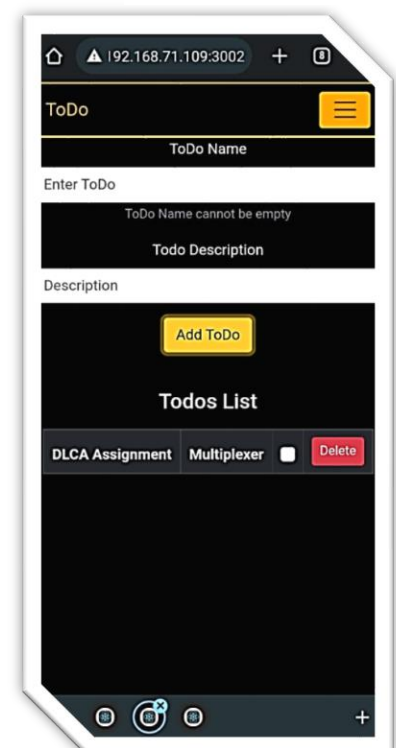 192.168.71.109:3002 + 8
ToDo
ToDo Name
Enter ToDo
ToDo Name cannot be empty
Todo Description
Description
Add ToDo
Todos List
DLCA Assignment Multiplexer Delete
+